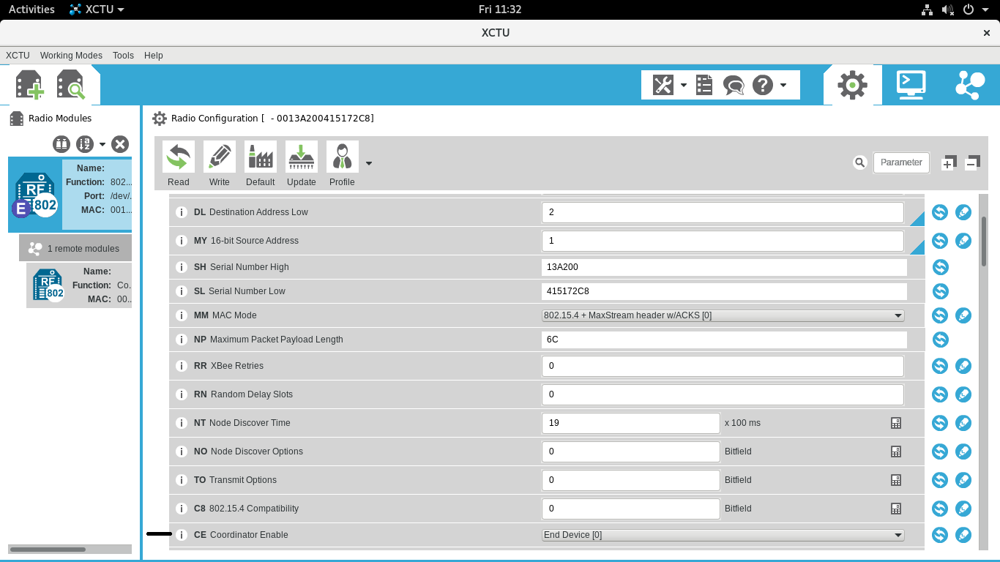 Activities XCTU Fri 11:32
XCTU
XCTU Working Modes Tools Help
Radio Modules
Name:
Function: 802...
Port: /dev/.
MAC: 001...
RF
802
E
1 remote modules
Name:
Function: Co.
MAC: 00..
RF
802
Radio Configuration [ - 0013A200415172C8]
Read Write Default Update Profile Parameter
DL Destination Address Low 2
MY 16-bit Source Address 1
SH Serial Number High 13A200
SL Serial Number Low 415172C8
MM MAC Mode 802.15.4 + MaxStream header w/ACKS [0]
NP Maximum Packet Payload Length 6C
RR XBee Retries 0
RN Random Delay Slots 0
NT Node Discover Time 19 x 100 ms
NO Node Discover Options 0 Bitfield
TO Transmit Options 0 Bitfield
C8 802.15.4 Compatibility 0 Bitfield
CE Coordinator Enable End Device [0]